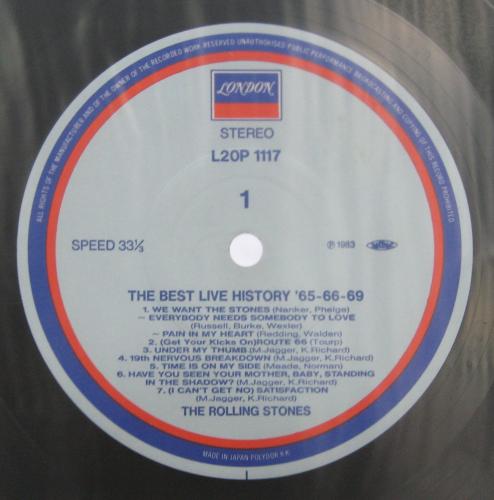 ALL RIGHTS OF THE MANUFACTURER AND OF THE OWNER OF THE RECORDED WORK RESERVED UNAUTHORISED PUBLIC PERFORMANCE BROADCASTING AND COPYING OF THIS RECORD PROHIBITED
LONDON
STEREO
L20P 1117
1
SPEED 33⅓
℗ 1983
THE BEST LIVE HISTORY '65-66-69
1. WE WANT THE STONES (Nanker, Phelge)
~ EVERYBODY NEEDS SOMEBODY TO LOVE
(Russell, Burke, Wexler)
~ PAIN IN MY HEART (Redding, Walden)
2. (Get Your Kicks On)ROUTE 66 (Tourp)
3. UNDER MY THUMB (M.Jagger, K.Richard)
4. 19th NERVOUS BREAKDOWN (M.Jagger, K.Richard)
5. TIME IS ON MY SIDE (Meade, Norman)
6. HAVE YOU SEEN YOUR MOTHER, BABY, STANDING
IN THE SHADOW? (M.Jagger, K.Richard)
7. (I CAN'T GET NO) SATISFACTION
(M.Jagger, K.Richard)
THE ROLLING STONES
MADE IN JAPAN POLYDOR K.K